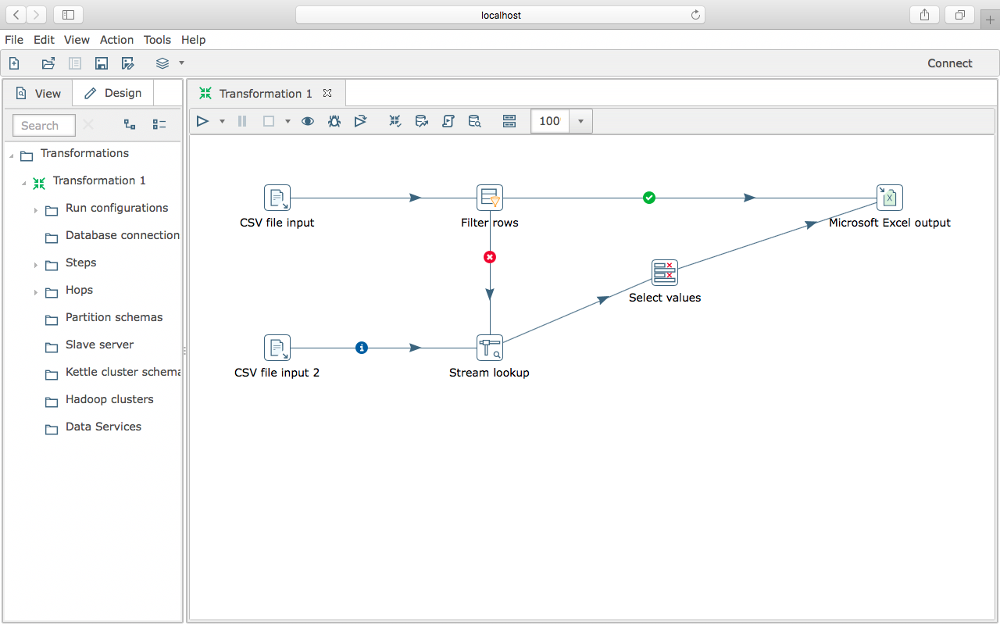 localhost
File Edit View Action Tools Help
Connect
View Design
Transformation 1
Search
100
Transformations
Transformation 1
Run configurations
Database connection
Steps
Hops
Partition schemas
Slave server
Kettle cluster schema
Hadoop clusters
Data Services
CSV file input
Filter rows
Microsoft Excel output
Select values
CSV file input 2
Stream lookup